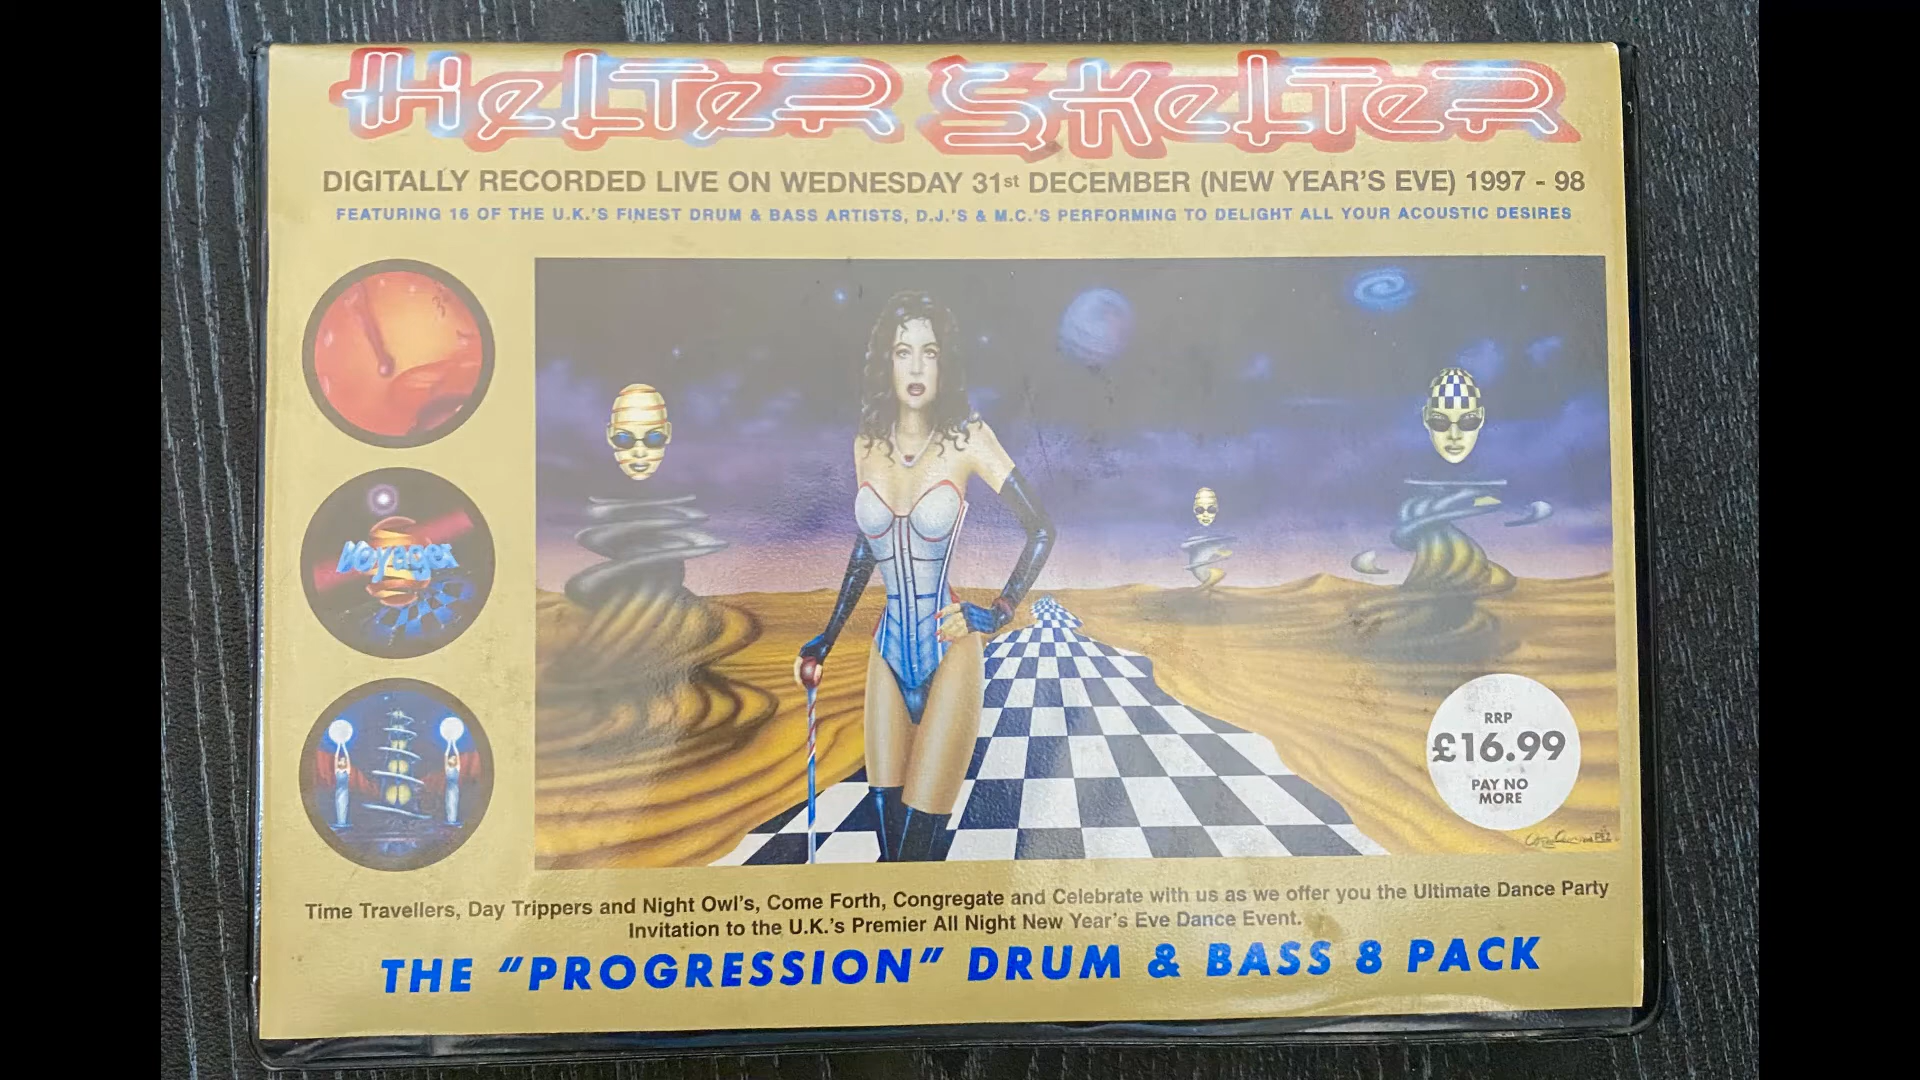 HELTER SKELTER
DIGITALLY RECORDED LIVE ON WEDNESDAY 31st DECEMBER (NEW YEAR'S EVE) 1997 - 98
FEATURING 16 OF THE U.K.'S FINEST DRUM & BASS ARTISTS, D.J.'S & M.C.'S PERFORMING TO DELIGHT ALL YOUR ACOUSTIC DESIRES
Voyager
RRP
£16.99
PAY NO
MORE
PEZ
Time Travellers, Day Trippers and Night Owl's, Come Forth, Congregate and Celebrate with us as we offer you the Ultimate Dance Party
Invitation to the U.K.'s Premier All Night New Year's Eve Dance Event.
THE "PROGRESSION" DRUM & BASS 8 PACK